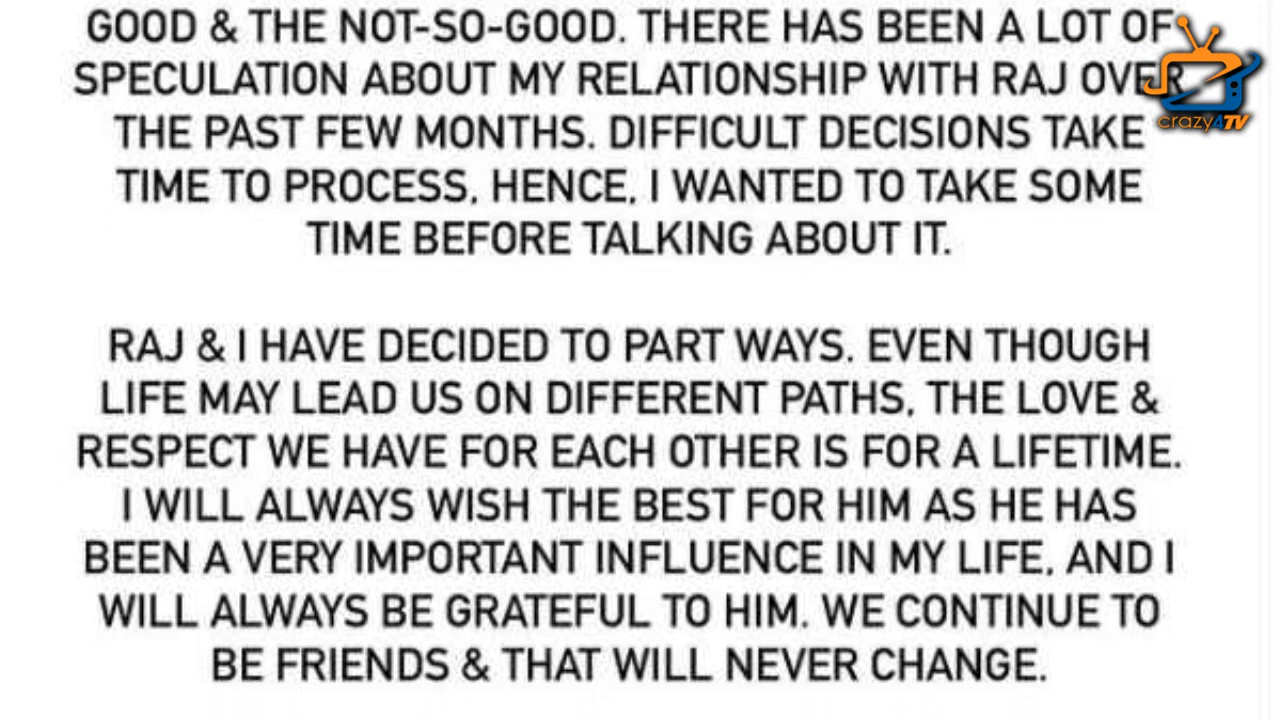 GOOD & THE NOT-SO-GOOD. THERE HAS BEEN A LOT OF
SPECULATION ABOUT MY RELATIONSHIP WITH RAJ OVER
THE PAST FEW MONTHS. DIFFICULT DECISIONS TAKE
TIME TO PROCESS, HENCE, I WANTED TO TAKE SOME
TIME BEFORE TALKING ABOUT IT.
RAJ & I HAVE DECIDED TO PART WAYS. EVEN THOUGH
LIFE MAY LEAD US ON DIFFERENT PATHS, THE LOVE &
RESPECT WE HAVE FOR EACH OTHER IS FOR A LIFETIME.
I WILL ALWAYS WISH THE BEST FOR HIM AS HE HAS
BEEN A VERY IMPORTANT INFLUENCE IN MY LIFE, AND I
WILL ALWAYS BE GRATEFUL TO HIM. WE CONTINUE TO
BE FRIENDS & THAT WILL NEVER CHANGE.
crazy4TV